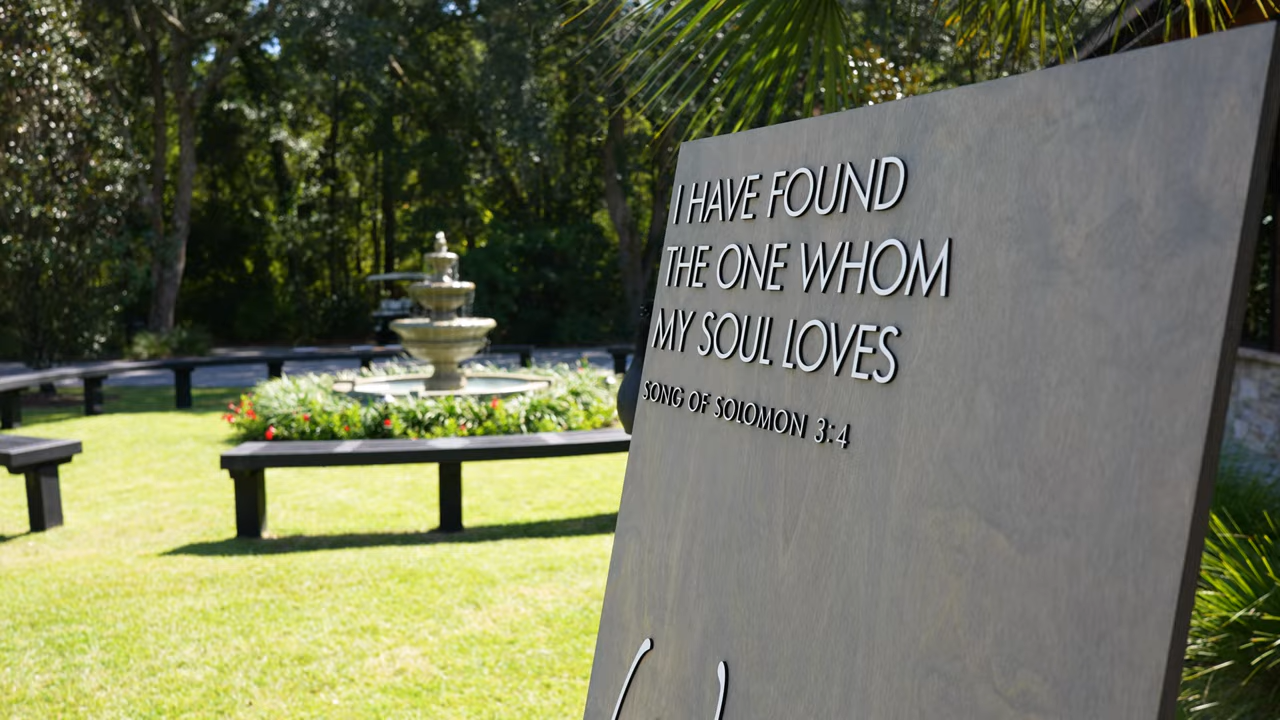 I HAVE FOUND
THE ONE WHOM
MY SOUL LOVES
SONG OF SOLOMON 3:4